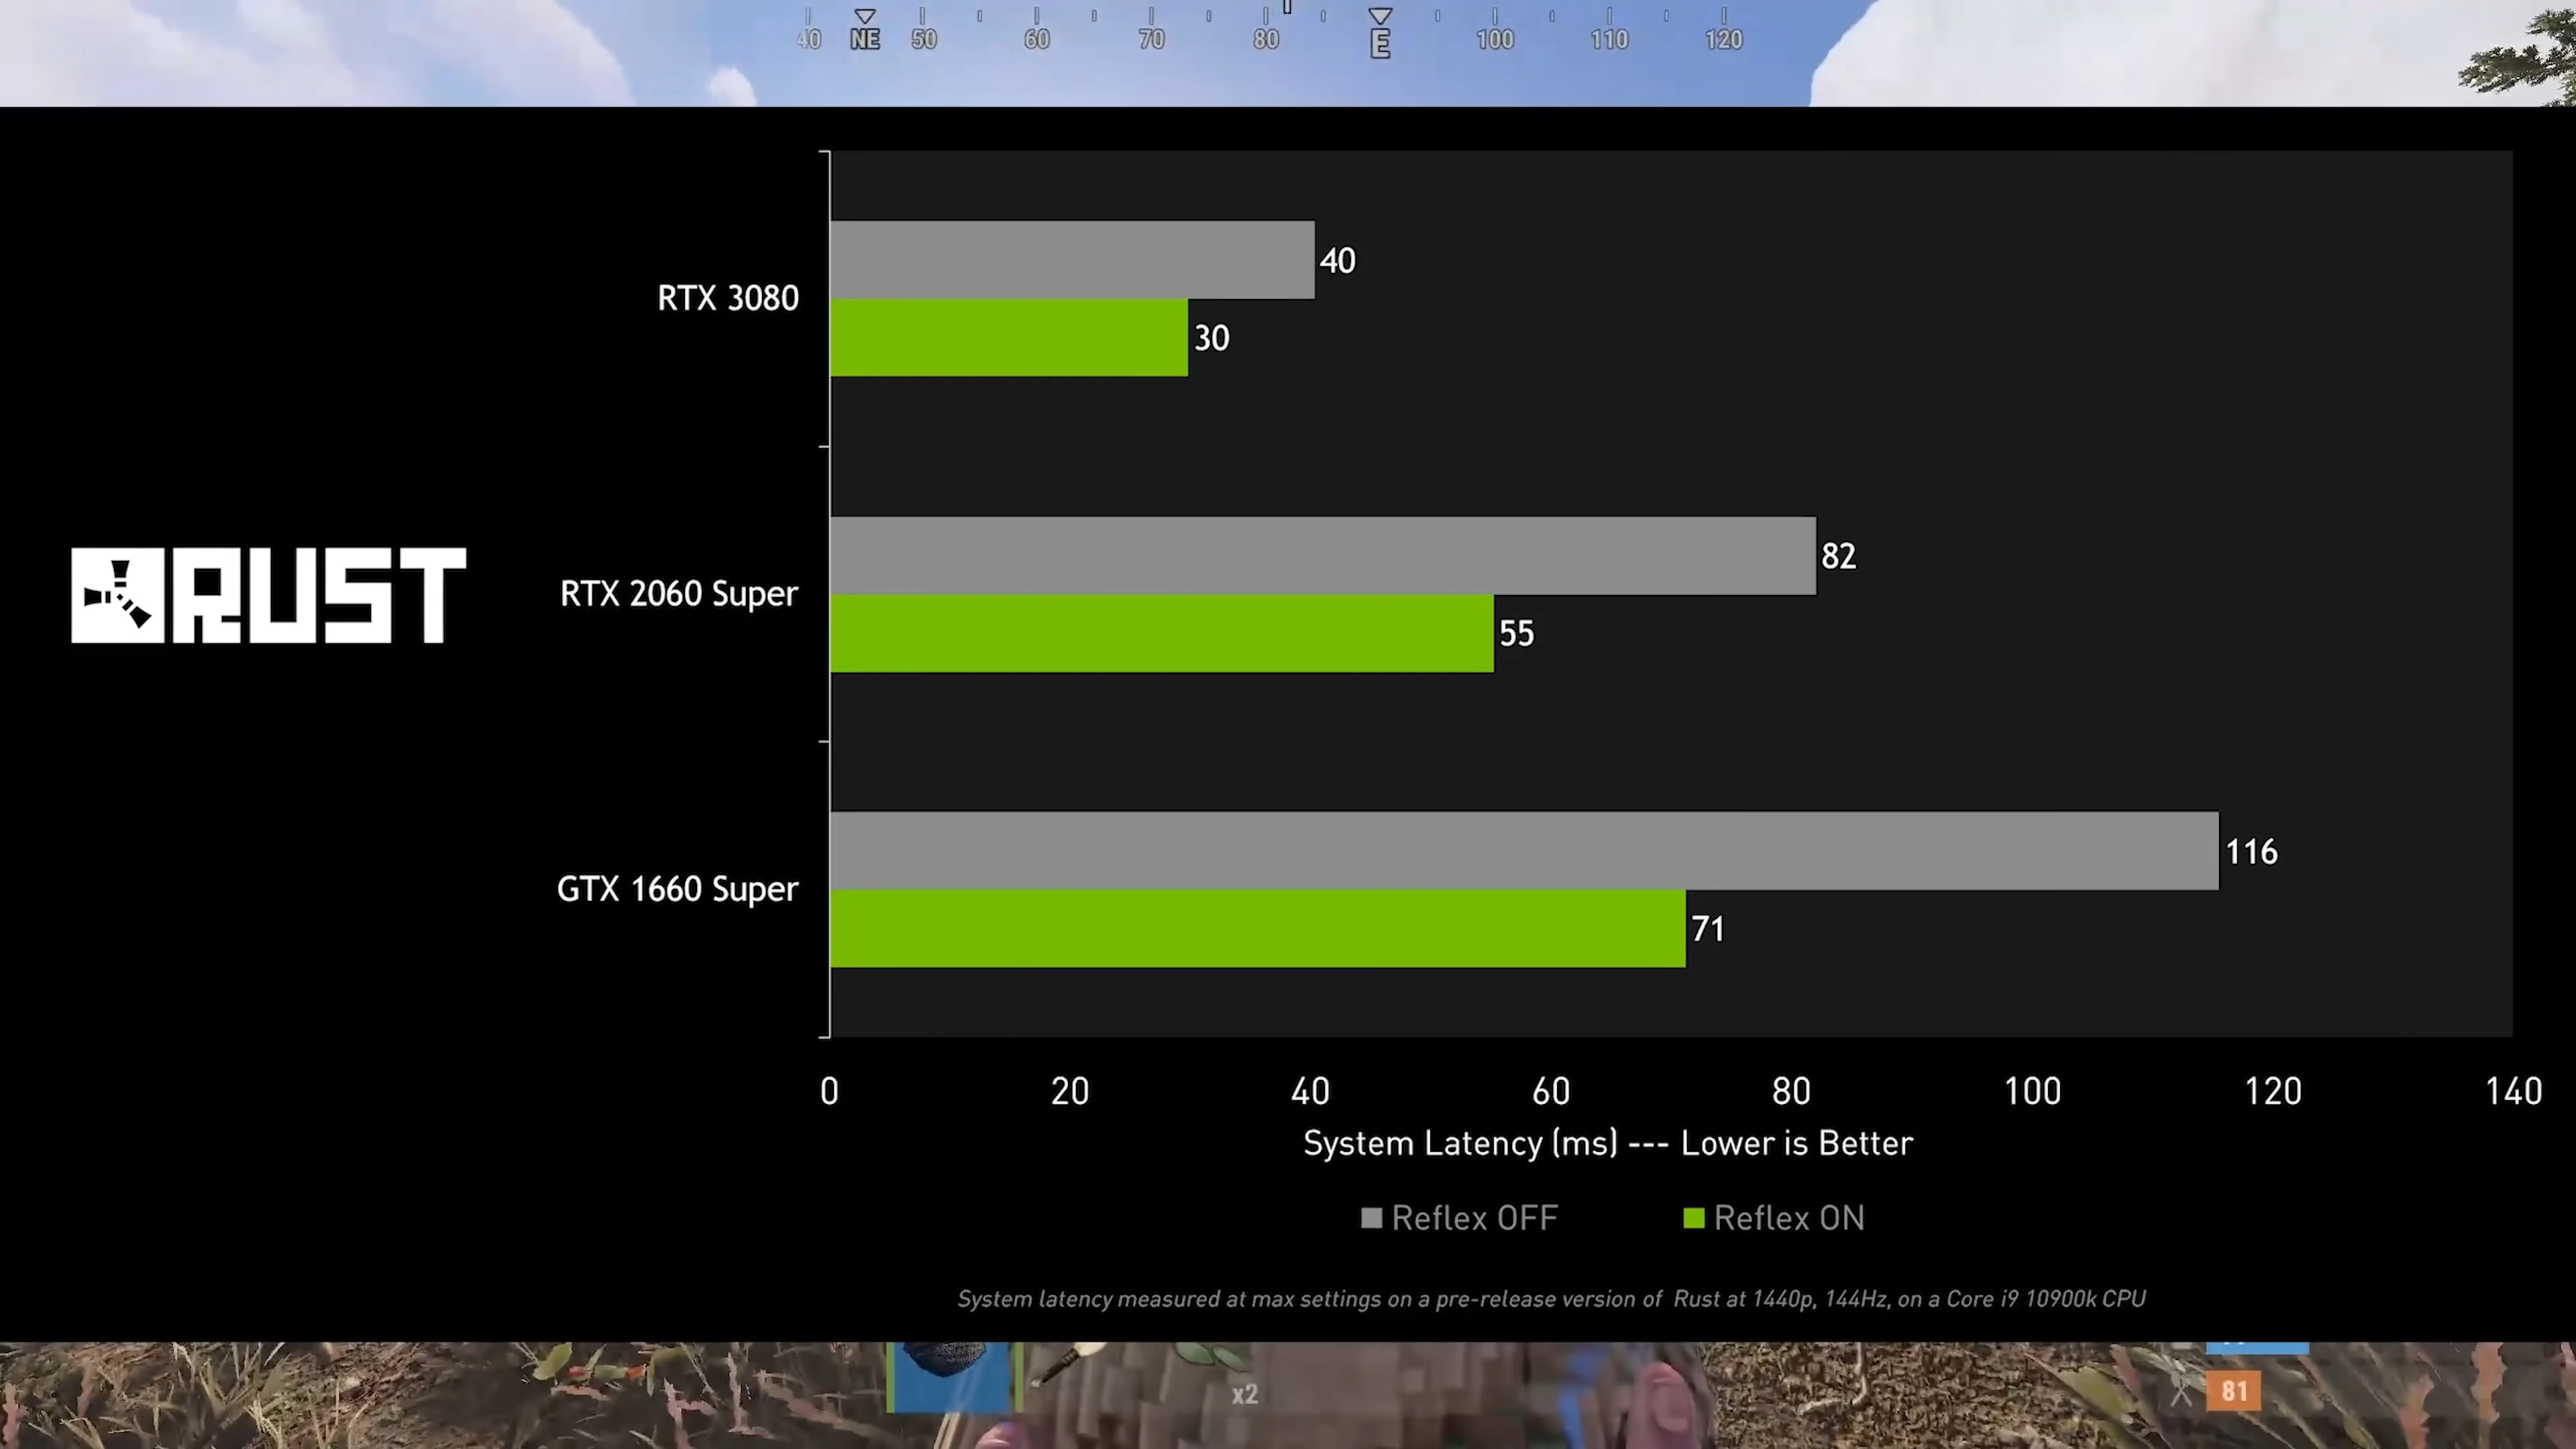 40 NE 50 60 70 80 E 100 110 120
RUST
RTX 3080
40
30
RTX 2060 Super
82
55
GTX 1660 Super
116
71
0 20 40 60 80 100 120 140
System Latency (ms) --- Lower is Better
Reflex OFF Reflex ON
System latency measured at max settings on a pre-release version of Rust at 1440p, 144Hz, on a Core i9 10900k CPU
x2
81